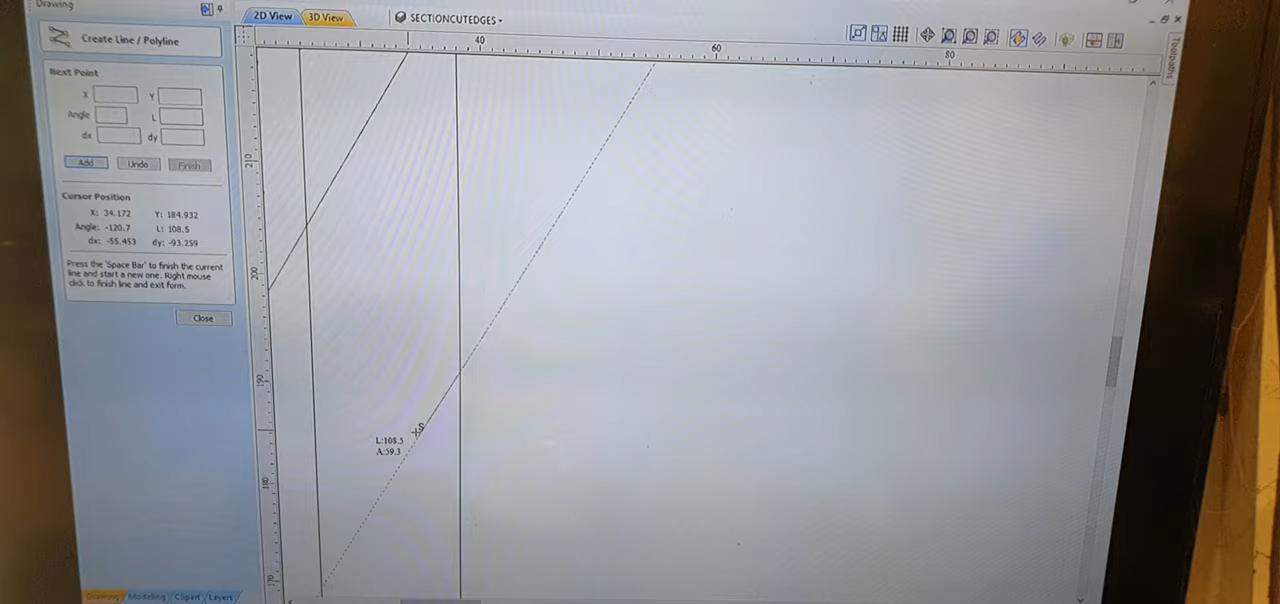 Drawing
Create Line / Polyline
Next Point
X Y
Angle L
dx dy
Add Undo Finish
Cursor Position
X: 34.172 Y: 184.932
Angle: -120.7 L: 108.5
dx: -55.453 dy: -93.259
Press the 'Space Bar' to finish the current
line and start a new one. Right mouse
click to finish line and exit form.
Close
Drawing Modeling Clipart Layers
2D View 3D View SECTIONCUTEDGES
40 60 80
210
200
190
180
170
L:108.5
A:59.3
Toolpaths